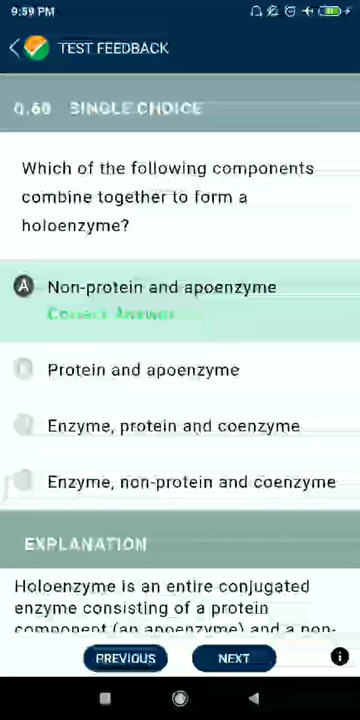 9:59 PM
TEST FEEDBACK
Q.60 SINGLE CHOICE
Which of the following components
combine together to form a
holoenzyme?
A Non-protein and apoenzyme
Correct Answer
Protein and apoenzyme
Enzyme, protein and coenzyme
Enzyme, non-protein and coenzyme
EXPLANATION
Holoenzyme is an entire conjugated
enzyme consisting of a protein
component (an apoenzyme) and a non-
PREVIOUS NEXT